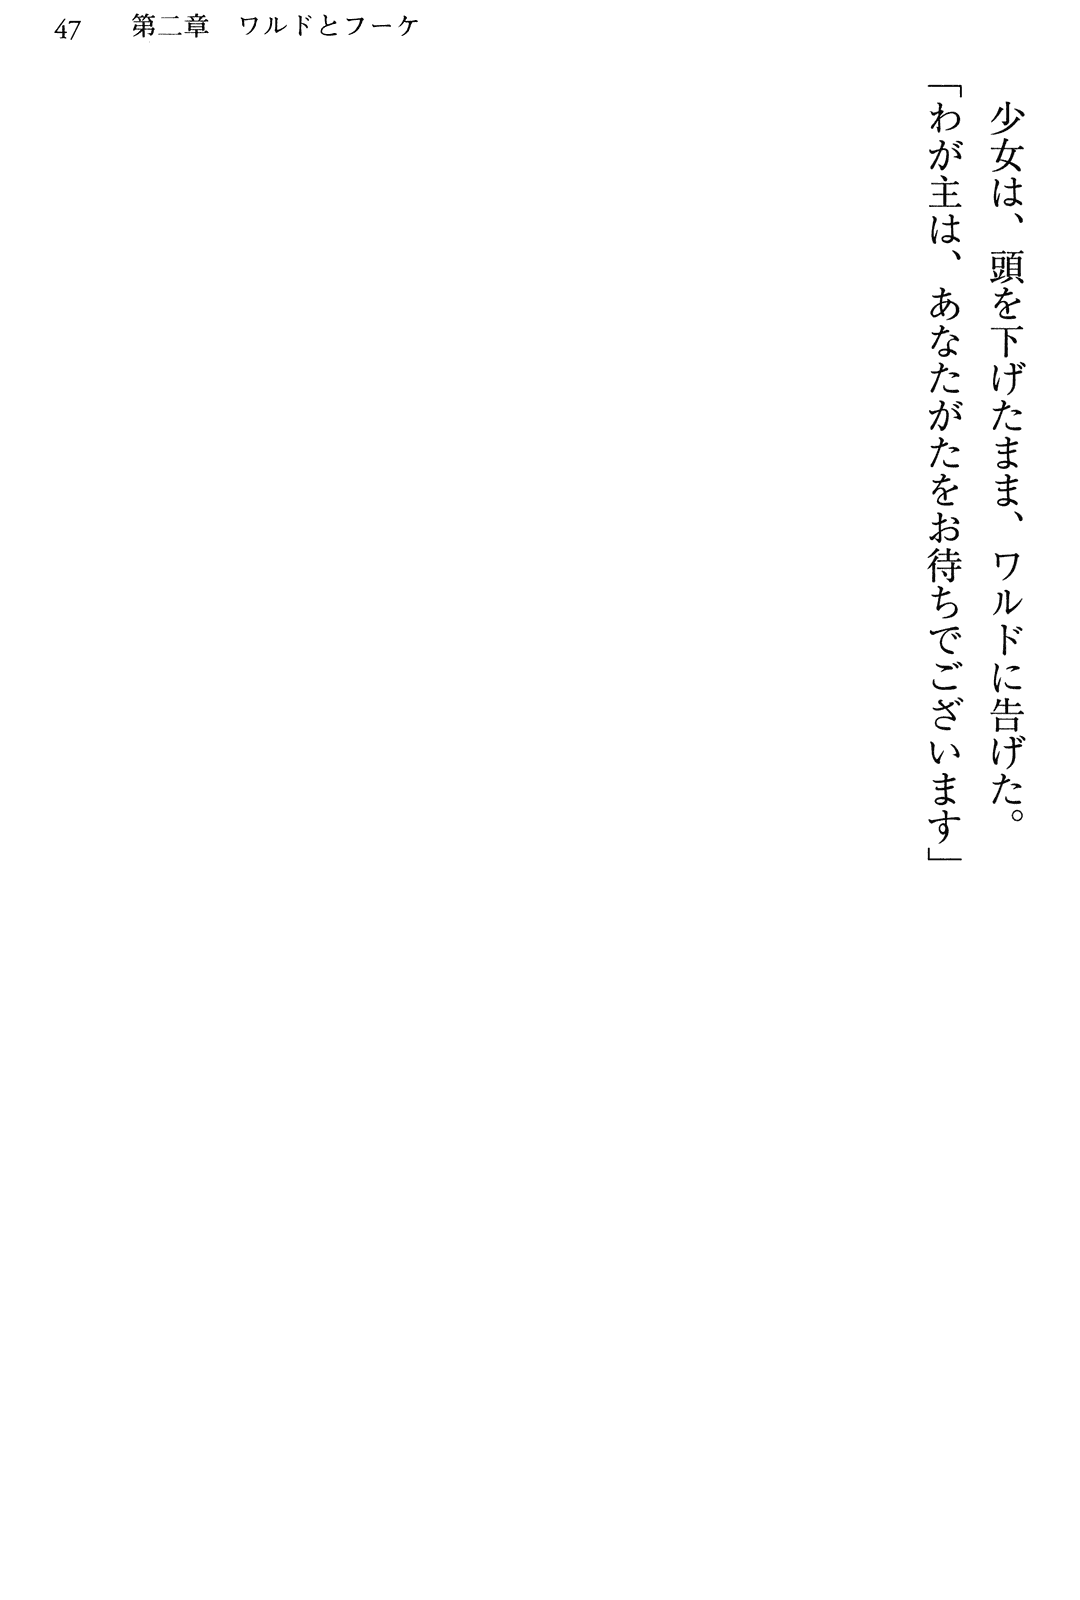 47　第二章　ワルドとフーケ
　少女は、頭を下げたまま、ワルドに告げた。
「わが主は、あなたがたをお待ちでございます」